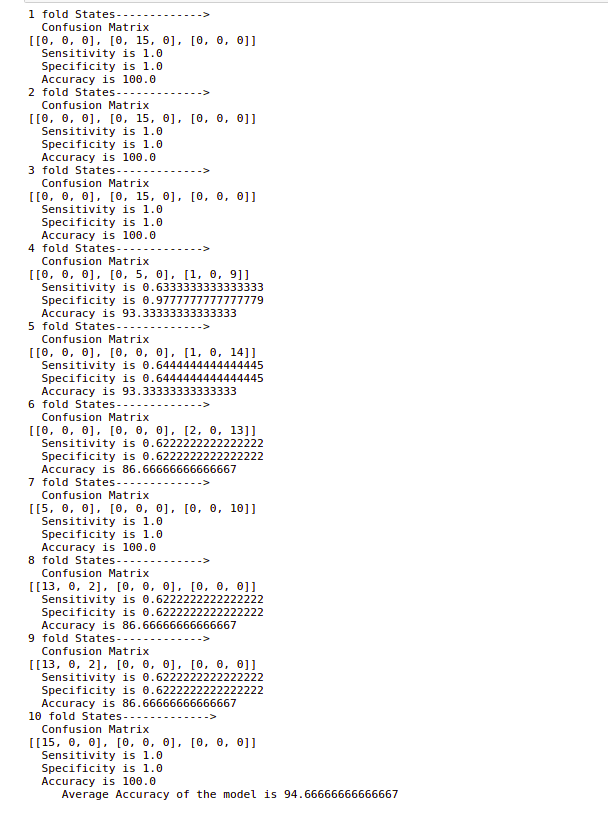 1 fold States------------->
Confusion Matrix
[[0, 0, 0], [0, 15, 0], [0, 0, 0]]
Sensitivity is 1.0
Specificity is 1.0
Accuracy is 100.0
2 fold States------------->
Confusion Matrix
[[0, 0, 0], [0, 15, 0], [0, 0, 0]]
Sensitivity is 1.0
Specificity is 1.0
Accuracy is 100.0
3 fold States------------->
Confusion Matrix
[[0, 0, 0], [0, 15, 0], [0, 0, 0]]
Sensitivity is 1.0
Specificity is 1.0
Accuracy is 100.0
4 fold States------------->
Confusion Matrix
[[0, 0, 0], [0, 5, 0], [1, 0, 9]]
Sensitivity is 0.6333333333333333
Specificity is 0.9777777777777779
Accuracy is 93.33333333333333
5 fold States------------->
Confusion Matrix
[[0, 0, 0], [0, 0, 0], [1, 0, 14]]
Sensitivity is 0.6444444444444445
Specificity is 0.6444444444444445
Accuracy is 93.33333333333333
6 fold States------------->
Confusion Matrix
[[0, 0, 0], [0, 0, 0], [2, 0, 13]]
Sensitivity is 0.6222222222222222
Specificity is 0.6222222222222222
Accuracy is 86.66666666666667
7 fold States------------->
Confusion Matrix
[[5, 0, 0], [0, 0, 0], [0, 0, 10]]
Sensitivity is 1.0
Specificity is 1.0
Accuracy is 100.0
8 fold States------------->
Confusion Matrix
[[13, 0, 2], [0, 0, 0], [0, 0, 0]]
Sensitivity is 0.6222222222222222
Specificity is 0.6222222222222222
Accuracy is 86.66666666666667
9 fold States------------->
Confusion Matrix
[[13, 0, 2], [0, 0, 0], [0, 0, 0]]
Sensitivity is 0.6222222222222222
Specificity is 0.6222222222222222
Accuracy is 86.66666666666667
10 fold States------------->
Confusion Matrix
[[15, 0, 0], [0, 0, 0], [0, 0, 0]]
Sensitivity is 1.0
Specificity is 1.0
Accuracy is 100.0
Average Accuracy of the model is 94.66666666666667